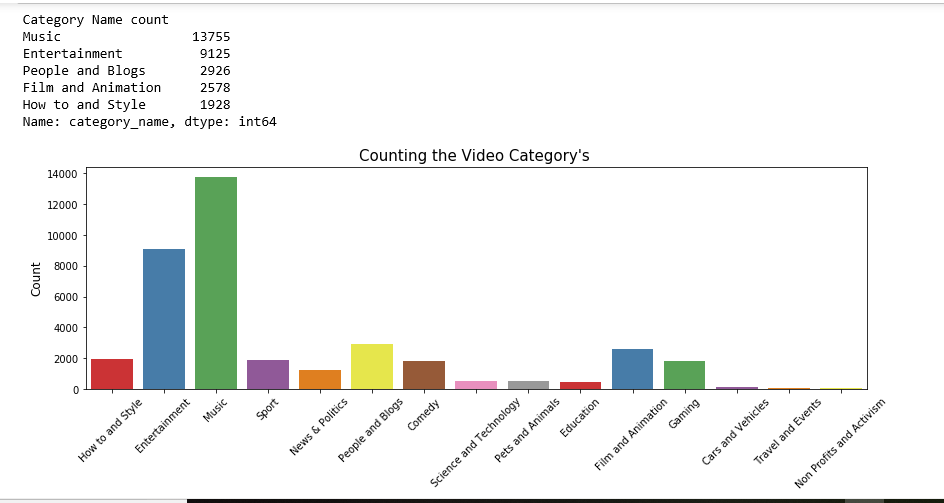 Category Name count
Music 13755
Entertainment 9125
People and Blogs 2926
Film and Animation 2578
How to and Style 1928
Name: category_name, dtype: int64
Counting the Video Category's
14000
12000
10000
8000
6000
4000
2000
0
Count
How to and Style
Entertainment
Music
Sport
News & Politics
People and Blogs
Comedy
Science and Technology
Pets and Animals
Education
Film and Animation
Gaming
Cars and Vehicles
Travel and Events
Non Profits and Activism